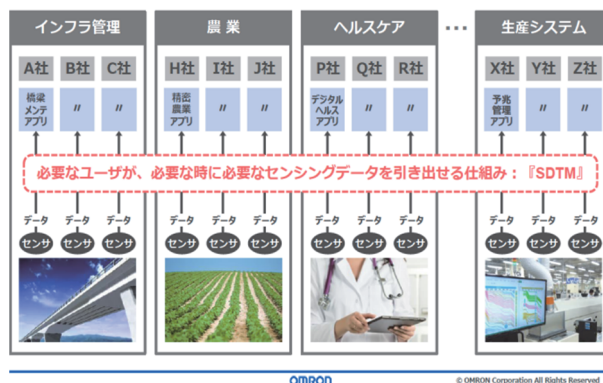 インフラ管理
農業
ヘルスケア
…
生産システム
A社 B社 C社
H社 I社 J社
P社 Q社 R社
X社 Y社 Z社
橋梁
メンテ
アプリ
〃 〃
精密
農業
アプリ
〃 〃
デジタル
ヘルス
アプリ
〃 〃
予兆
管理
アプリ
〃 〃
必要なユーザが、必要な時に必要なセンシングデータを引き出せる仕組み：『SDTM』
データ データ データ
データ データ データ
データ データ データ
データ データ データ
センサ センサ センサ
センサ センサ センサ
センサ センサ センサ
センサ センサ センサ
OMRON
© OMRON Corporation All Rights Reserved